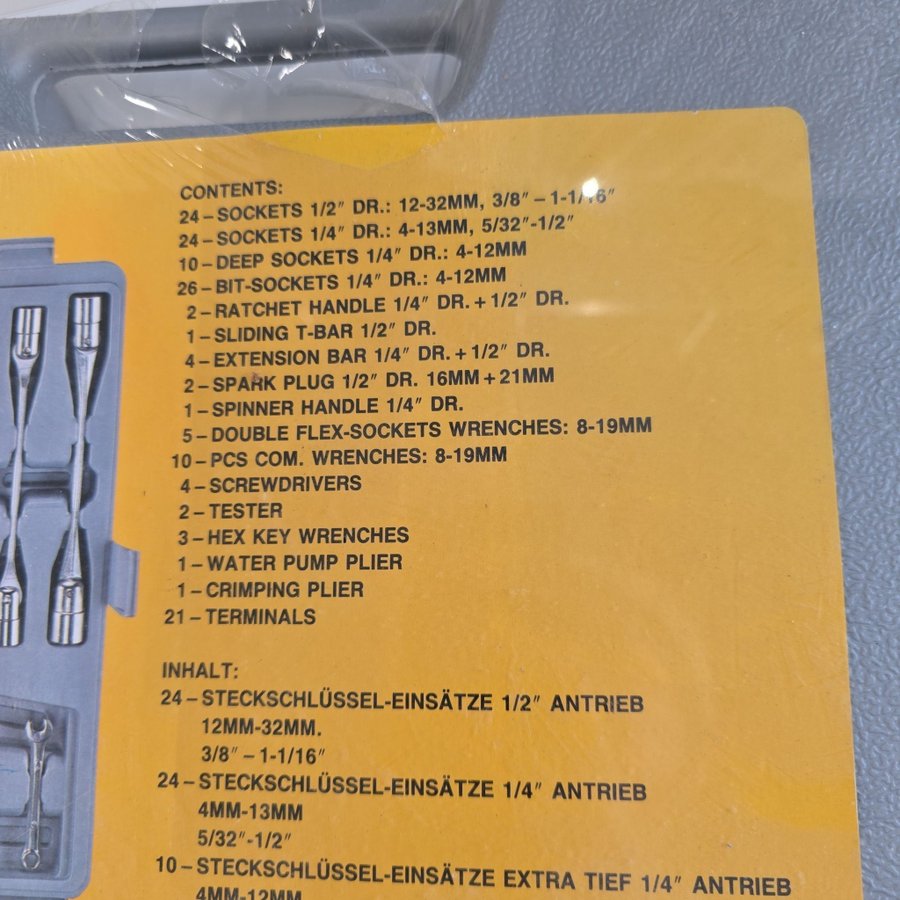 CONTENTS:
24–SOCKETS 1/2″ DR.: 12-32MM, 3/8″–1-1/16″
24–SOCKETS 1/4″ DR.: 4-13MM, 5/32″-1/2″
10–DEEP SOCKETS 1/4″ DR.: 4-12MM
26–BIT-SOCKETS 1/4″ DR.: 4-12MM
2–RATCHET HANDLE 1/4″ DR.+1/2″ DR.
1–SLIDING T-BAR 1/2″ DR.
4–EXTENSION BAR 1/4″ DR.+1/2″ DR.
2–SPARK PLUG 1/2″ DR. 16MM+21MM
1–SPINNER HANDLE 1/4″ DR.
5–DOUBLE FLEX-SOCKETS WRENCHES: 8-19MM
10–PCS COM. WRENCHES: 8-19MM
4–SCREWDRIVERS
2–TESTER
3–HEX KEY WRENCHES
1–WATER PUMP PLIER
1–CRIMPING PLIER
21–TERMINALS
INHALT:
24–STECKSCHLÜSSEL-EINSÄTZE 1/2″ ANTRIEB
12MM-32MM.
3/8″–1-1/16″
24–STECKSCHLÜSSEL-EINSÄTZE 1/4″ ANTRIEB
4MM-13MM
5/32″-1/2″
10–STECKSCHLÜSSEL-EINSÄTZE EXTRA TIEF 1/4″ ANTRIEB
4MM-12MM